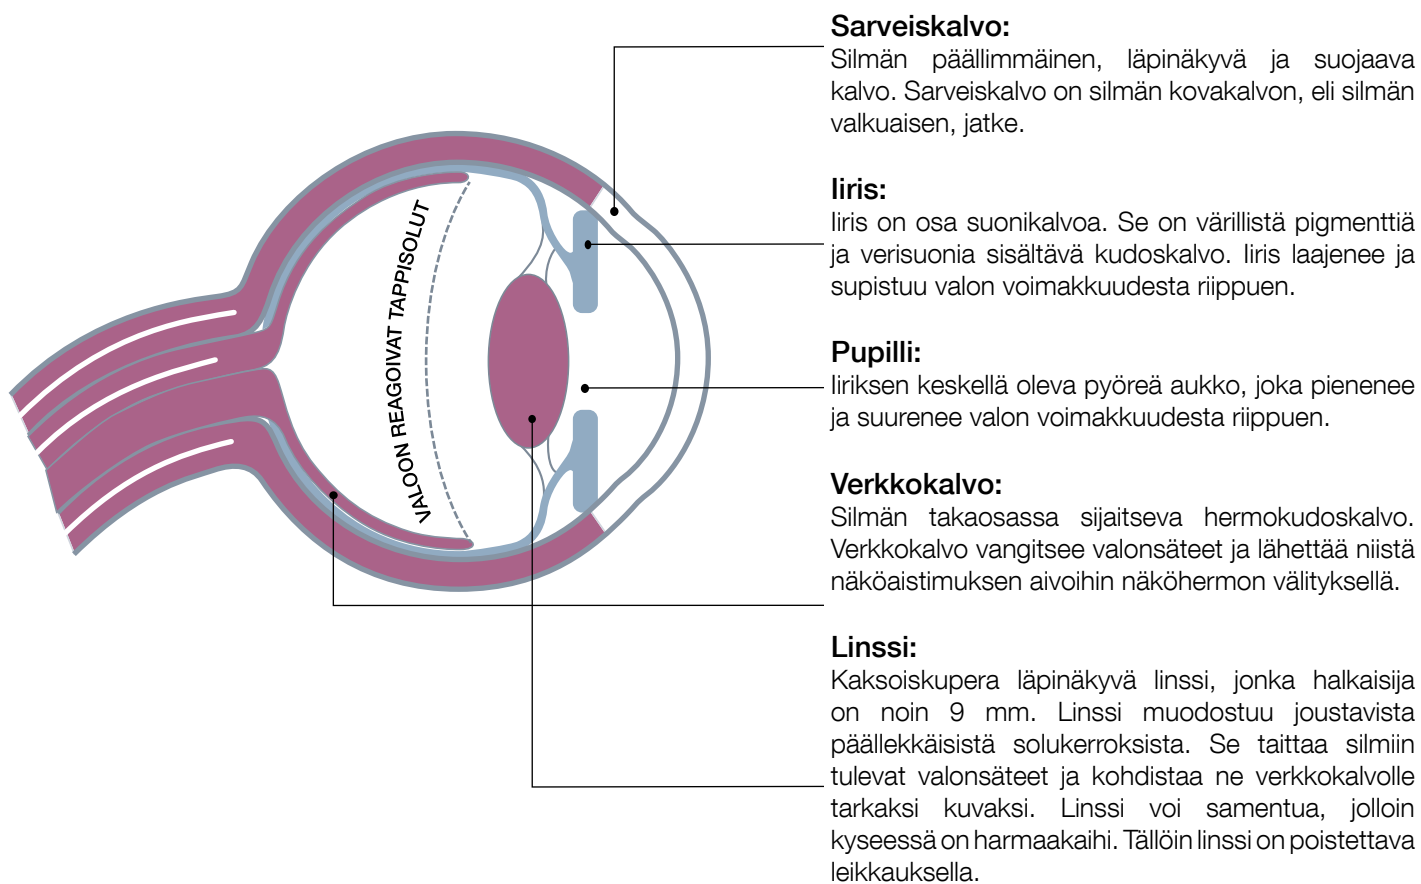 Sarveiskalvo:
Silmän päällimmäinen, läpinäkyvä ja suojaava
kalvo. Sarveiskalvo on silmän kovakalvon, eli silmän
valkuaisen, jatke.
Iiris:
Iiris on osa suonikalvoa. Se on värillistä pigmenttiä
ja verisuonia sisältävä kudoskalvo. Iiris laajenee ja
supistuu valon voimakkuudesta riippuen.
VALOON REAGOIVAT TAPPISOLUT
Pupilli:
Iiriksen keskellä oleva pyöreä aukko, joka pienenee
ja suurenee valon voimakkuudesta riippuen.
Verkkokalvo:
Silmän takaosassa sijaitseva hermokudoskalvo.
Verkkokalvo vangitsee valonsäteet ja lähettää niistä
näköaistimuksen aivoihin näköhermon välityksellä.
Linssi:
Kaksoiskupera läpinäkyvä linssi, jonka halkaisija
on noin 9 mm. Linssi muodostuu joustavista
päällekkäisistä solukerroksista. Se taittaa silmiin
tulevat valonsäteet ja kohdistaa ne verkkokalvolle
tarkaksi kuvaksi. Linssi voi samentua, jolloin
kyseessä on harmaakaihi. Tällöin linssi on poistettava
leikkauksella.